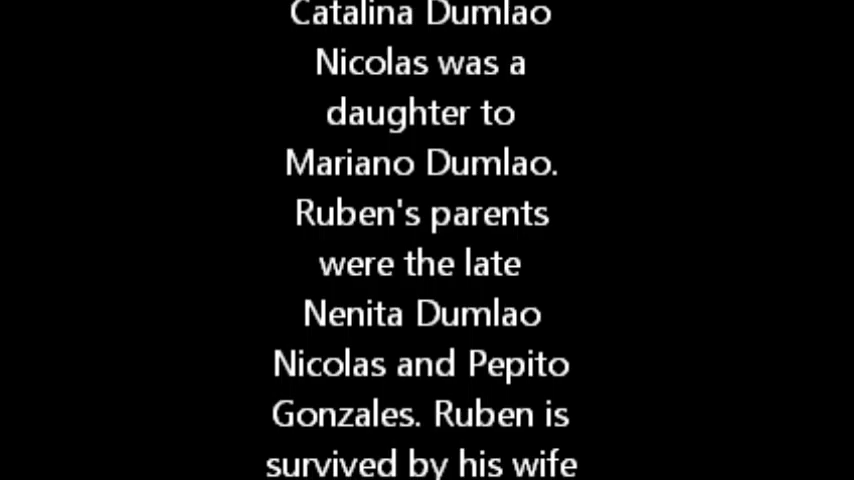 Catalina Dumlao
Nicolas was a
daughter to
Mariano Dumlao.
Ruben's parents
were the late
Nenita Dumlao
Nicolas and Pepito
Gonzales. Ruben is
survived by his wife